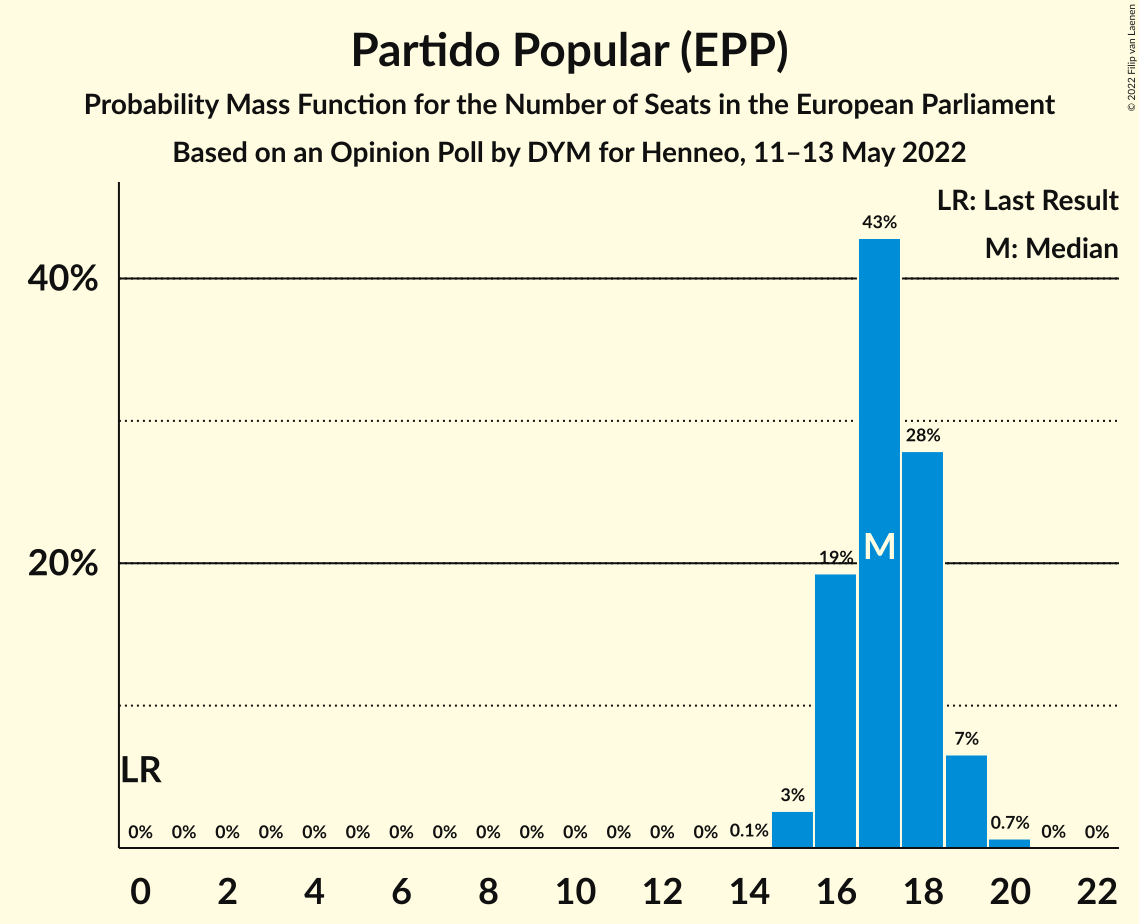 Partido Popular (EPP)
Probability Mass Function for the Number of Seats in the European Parliament
Based on an Opinion Poll by DYM for Henneo, 11–13 May 2022
© 2022 Filip van Laenen
LR: Last Result
M: Median
43%
40%
28%
M
19%
20%
LR
7%
3%
0% 0% 0% 0% 0% 0% 0% 0% 0% 0% 0% 0% 0% 0% 0.1% 0.7% 0% 0%
0 2 4 6 8 10 12 14 16 18 20 22